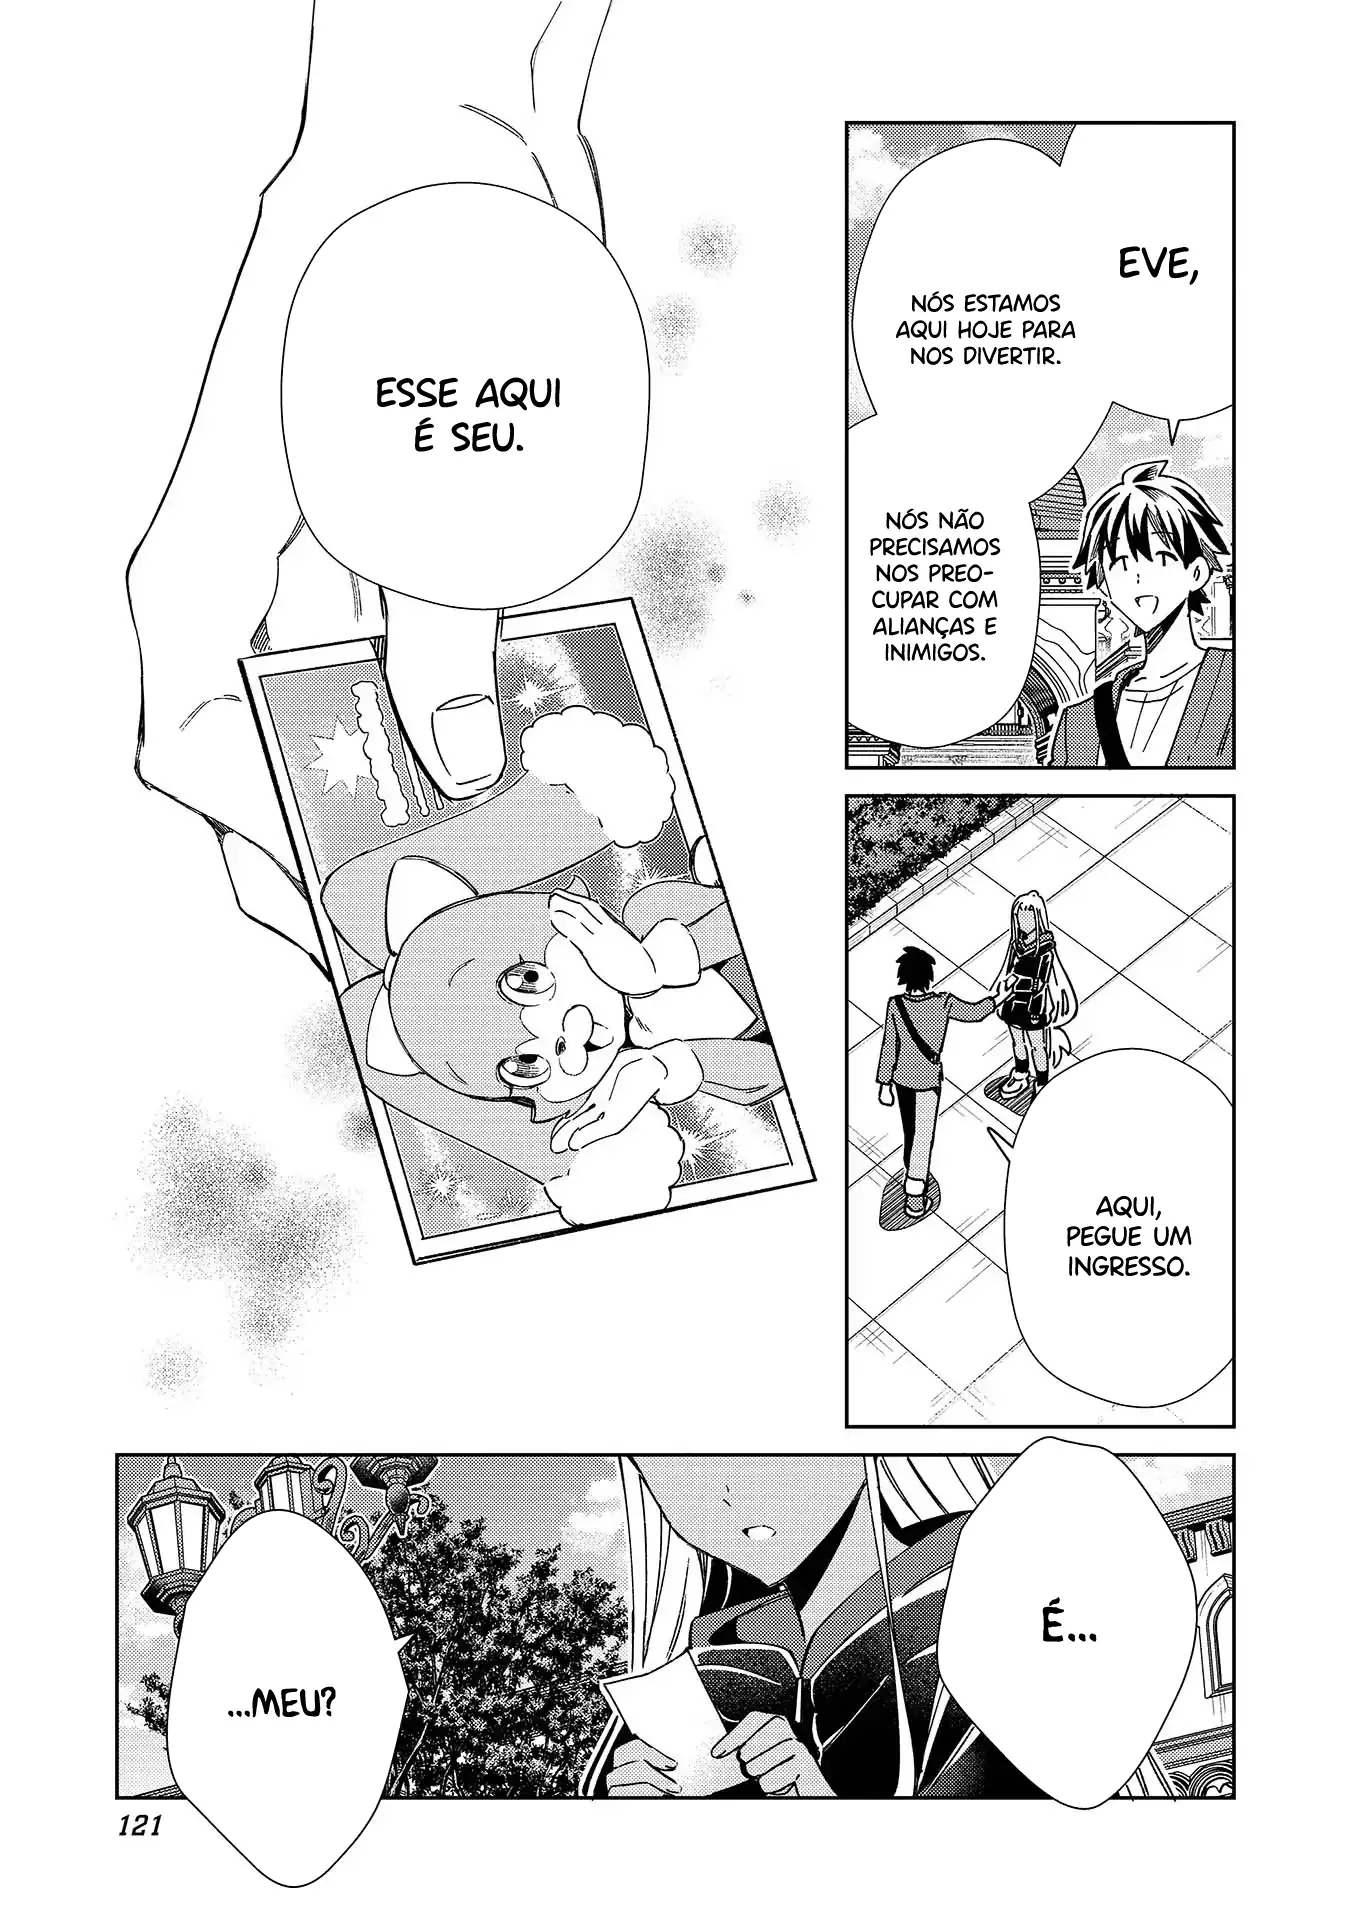 EVE,
NÓS ESTAMOS
AQUI HOJE PARA
NOS DIVERTIR.
NÓS NÃO
PRECISAMOS
NOS PREO-
CUPAR COM
ALIANÇAS E
INIMIGOS.
AQUI,
PEGUE UM
INGRESSO.
ESSE AQUI
É SEU.
É...
...MEU?
121